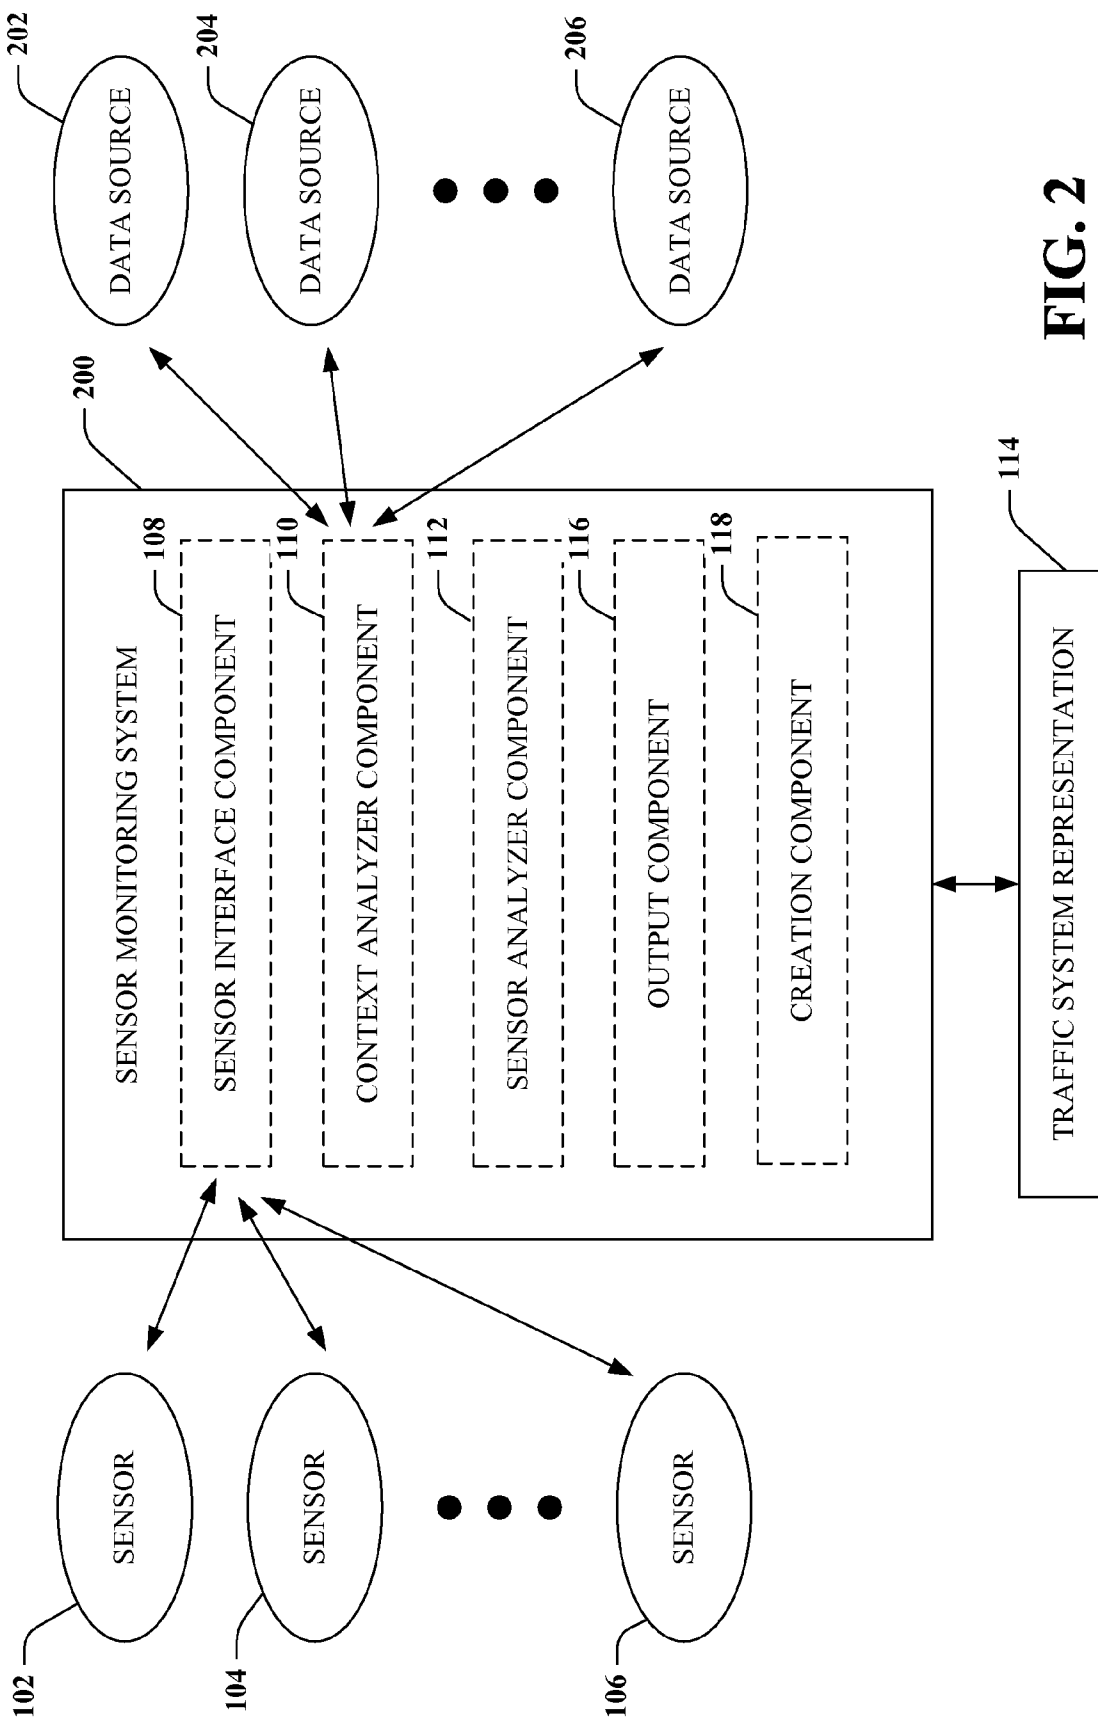 SENSOR MONITORING SYSTEM
200
SENSOR
102
SENSOR
104
SENSOR
106
SENSOR INTERFACE COMPONENT
108
CONTEXT ANALYZER COMPONENT
110
SENSOR ANALYZER COMPONENT
112
OUTPUT COMPONENT
116
CREATION COMPONENT
118
DATA SOURCE
202
DATA SOURCE
204
DATA SOURCE
206
TRAFFIC SYSTEM REPRESENTATION
114
FIG. 2